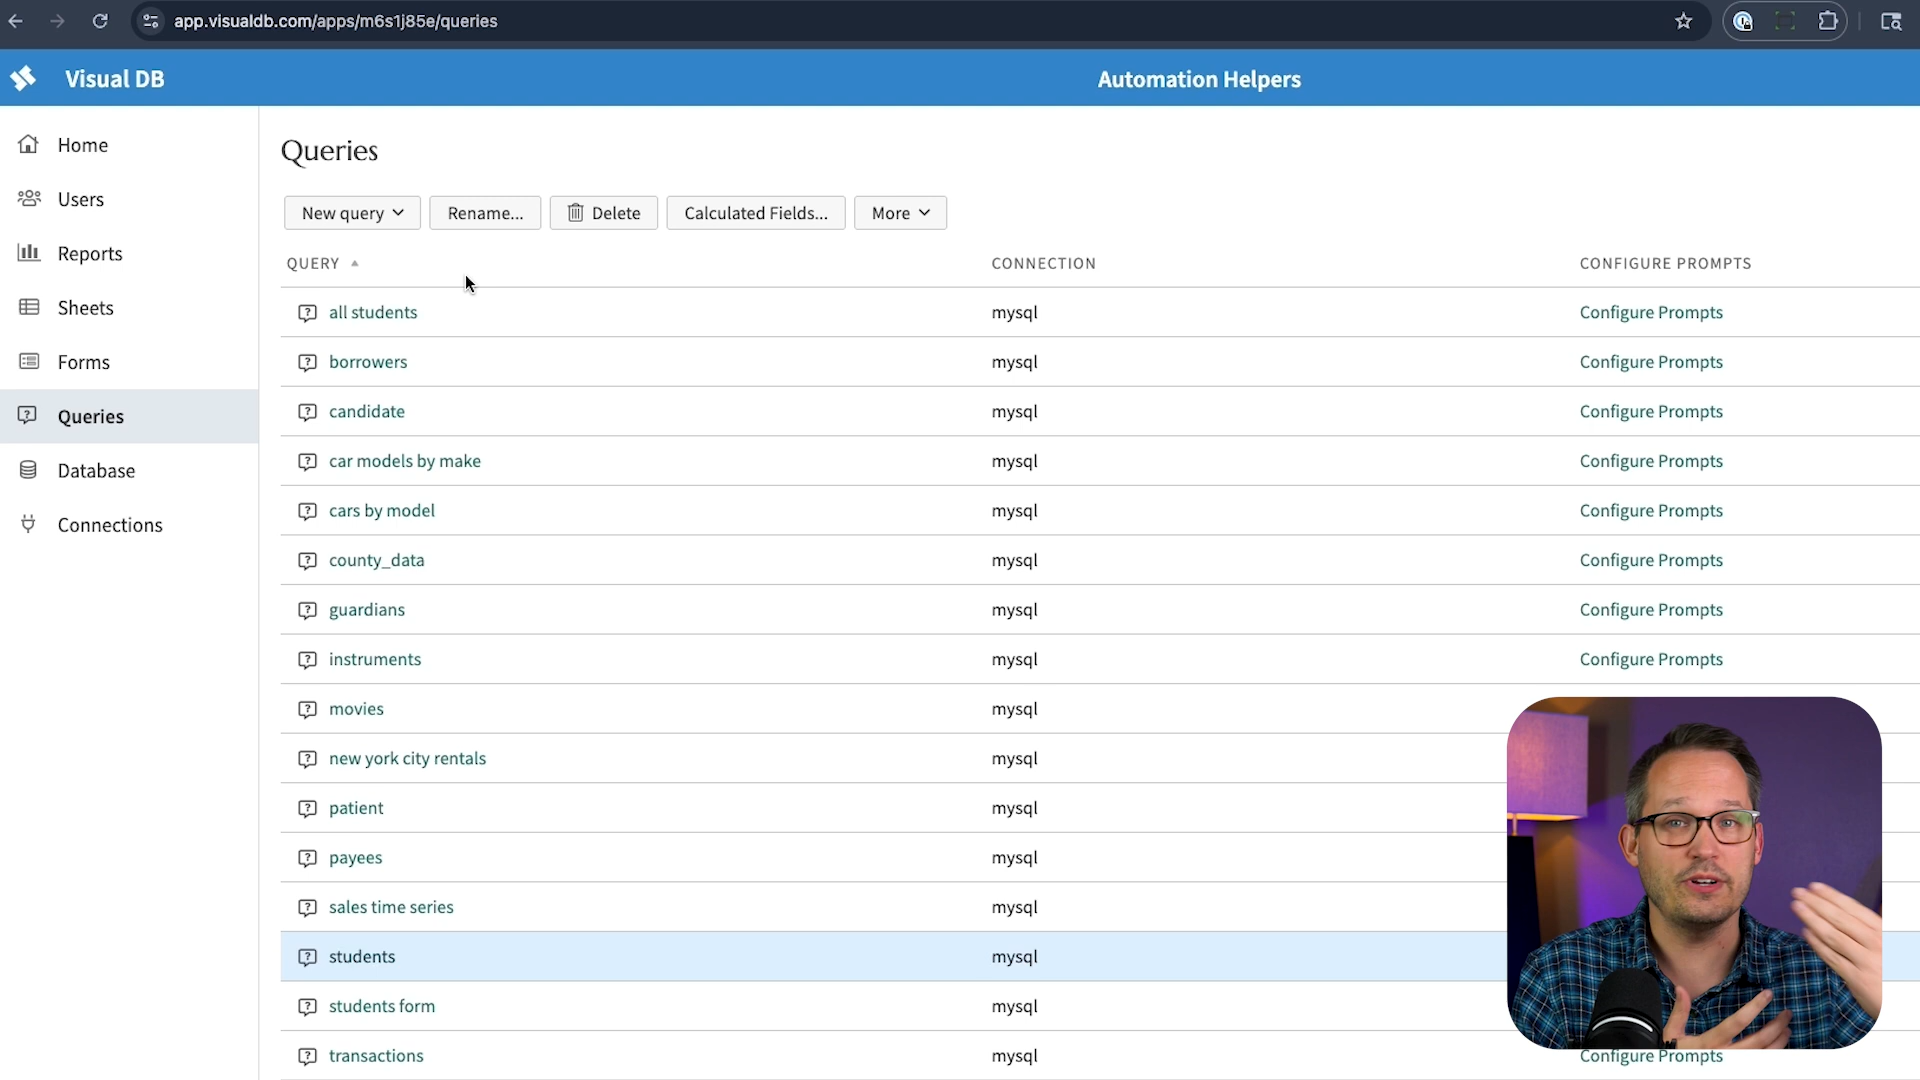 app.visualdb.com/apps/m6s1j85e/queries
Visual DB
Automation Helpers
Home
Users
Reports
Sheets
Forms
Queries
Database
Connections
Queries
New query
Rename...
Delete
Calculated Fields...
More
QUERY CONNECTION CONFIGURE PROMPTS
all students mysql Configure Prompts
borrowers mysql Configure Prompts
candidate mysql Configure Prompts
car models by make mysql Configure Prompts
cars by model mysql Configure Prompts
county_data mysql Configure Prompts
guardians mysql Configure Prompts
instruments mysql Configure Prompts
movies mysql
new york city rentals mysql
patient mysql
payees mysql
sales time series mysql
students mysql
students form mysql
transactions mysql Configure Prompts